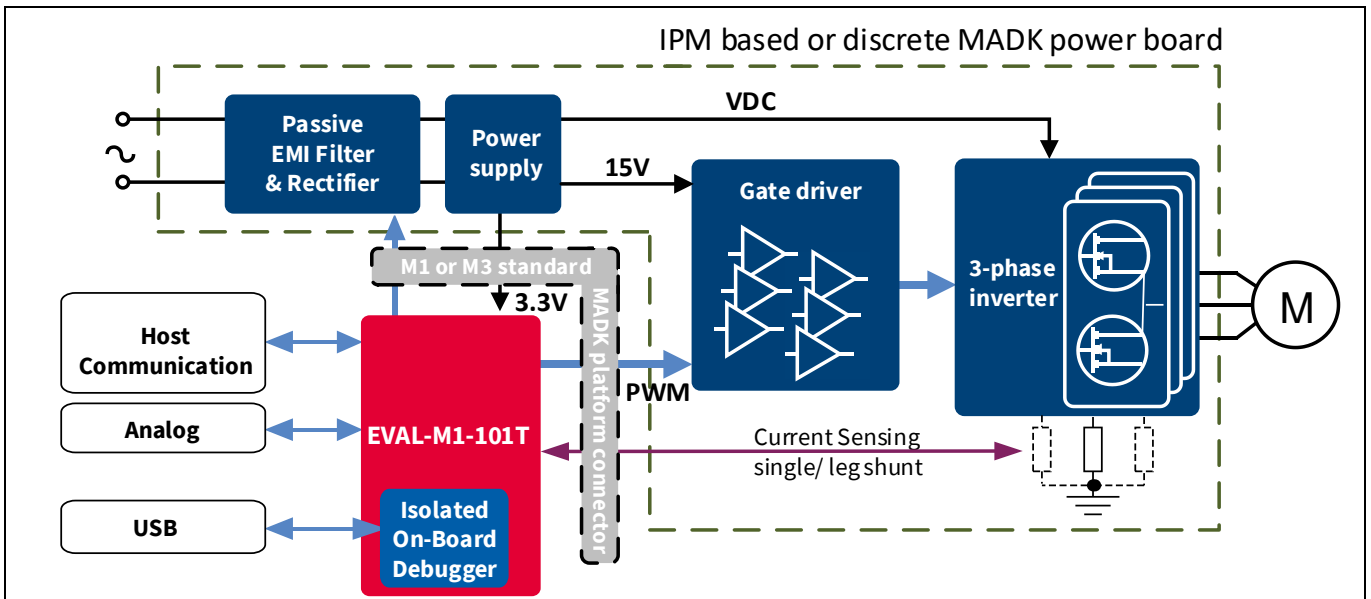 IPM based or discrete MADK power board
VDC
Passive
EMI Filter
& Rectifier
Power
supply
15V
Gate driver
3-phase
inverter
M
M1 or M3 standard
3.3V
MADK platform connector
Host
Communication
PWM
Analog
EVAL-M1-101T
Current Sensing
single/ leg shunt
USB
Isolated
On-Board
Debugger